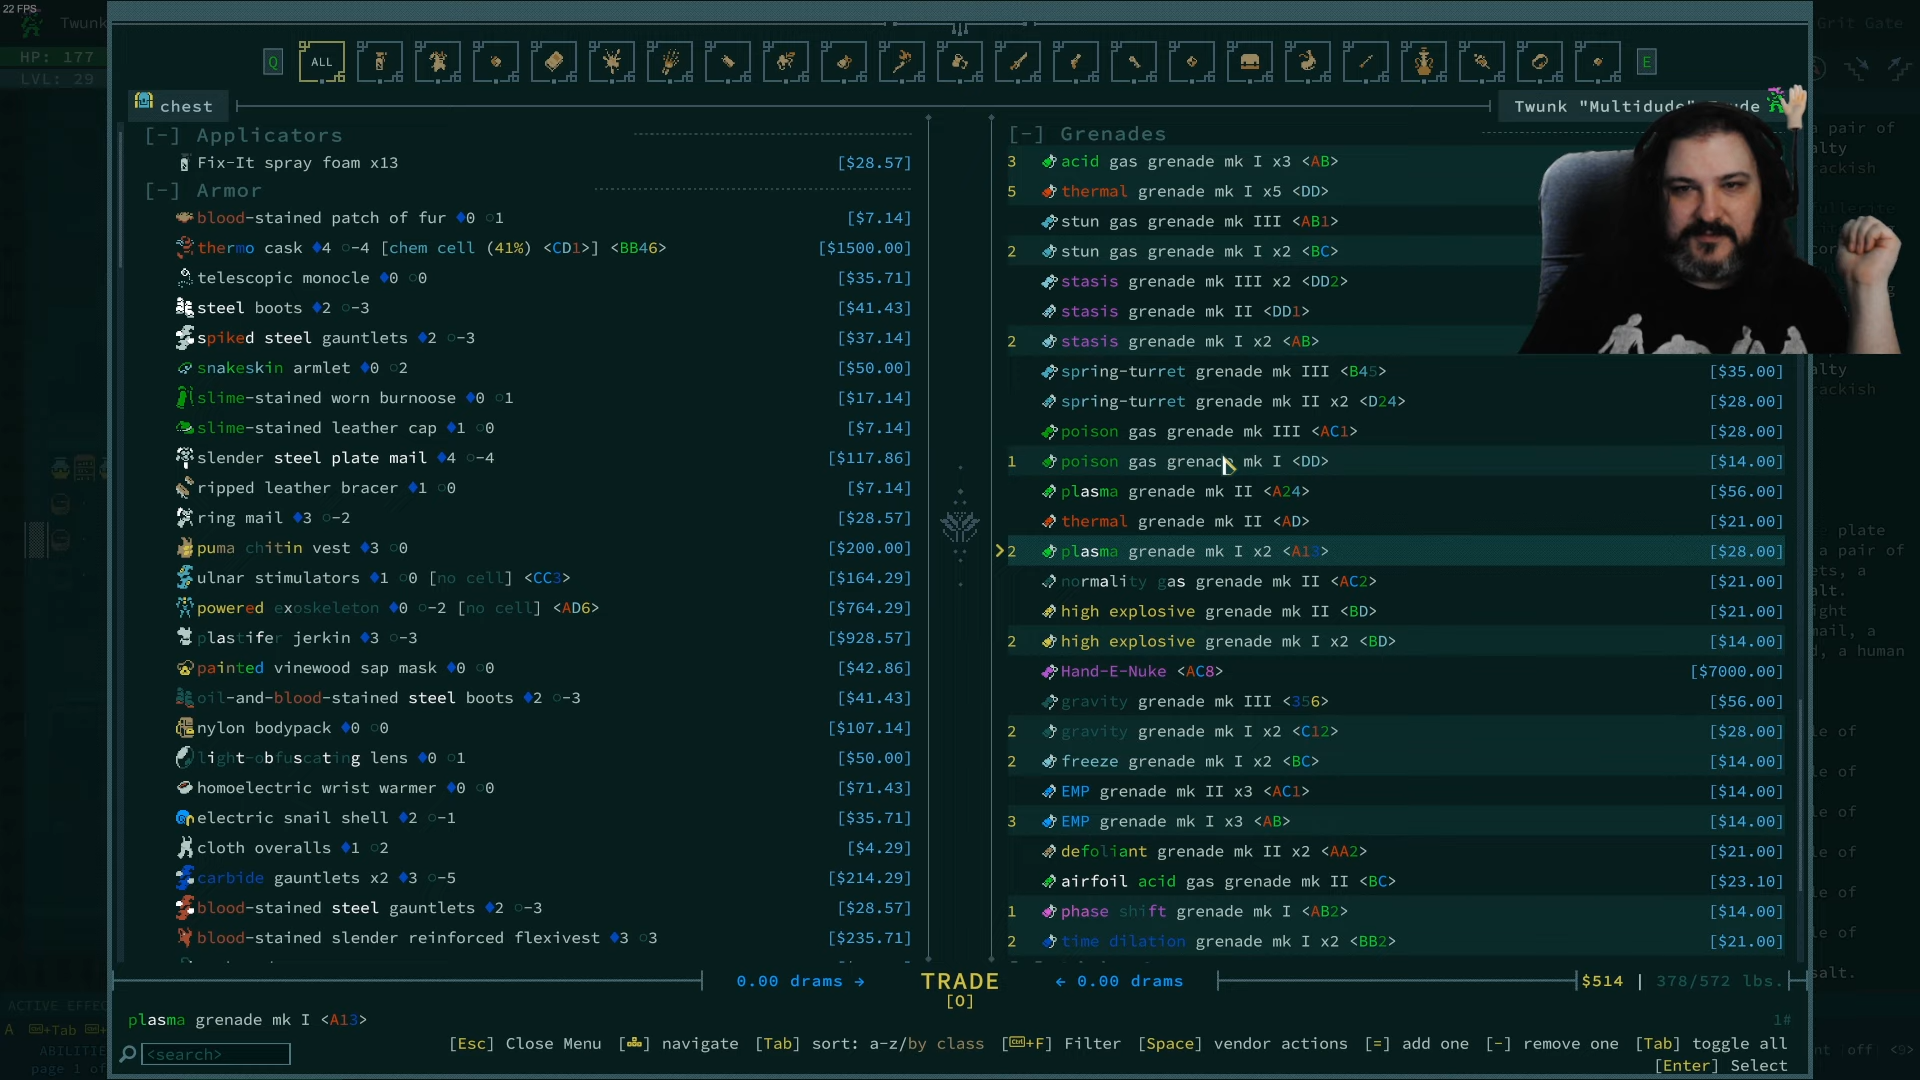 22 FPS
Twunk
Grit Gate
HP: 177
LVL: 29
Q ALL E
chest
Twunk "Multidude"
[-] Applicators
Fix-It spray foam x13 [$28.57]
[-] Armor
blood-stained patch of fur ♦0 ○1 [$7.14]
thermo cask ♦4 ○-4 [chem cell (41%) <CD1>] <BB46> [$1500.00]
telescopic monocle ♦0 ○0 [$35.71]
steel boots ♦2 ○-3 [$41.43]
spiked steel gauntlets ♦2 ○-3 [$37.14]
snakeskin armlet ♦0 ○2 [$50.00]
slime-stained worn burnoose ♦0 ○1 [$17.14]
slime-stained leather cap ♦1 ○0 [$7.14]
slender steel plate mail ♦4 ○-4 [$117.86]
ripped leather bracer ♦1 ○0 [$7.14]
ring mail ♦3 ○-2 [$28.57]
puma chitin vest ♦3 ○0 [$200.00]
ulnar stimulators ♦1 ○0 [no cell] <CC3> [$164.29]
powered exoskeleton ♦0 ○-2 [no cell] <AD6> [$764.29]
plastifer jerkin ♦3 ○-3 [$928.57]
painted vinewood sap mask ♦0 ○0 [$42.86]
oil-and-blood-stained steel boots ♦2 ○-3 [$41.43]
nylon bodypack ♦0 ○0 [$107.14]
light-obfuscating lens ♦0 ○1 [$50.00]
homoelectric wrist warmer ♦0 ○0 [$71.43]
electric snail shell ♦2 ○-1 [$35.71]
cloth overalls ♦1 ○2 [$4.29]
carbide gauntlets x2 ♦3 ○-5 [$214.29]
blood-stained steel gauntlets ♦2 ○-3 [$28.57]
blood-stained slender reinforced flexivest ♦3 ○3 [$235.71]
[-] Grenades
3 acid gas grenade mk I x3 <AB>
5 thermal grenade mk I x5 <DD>
stun gas grenade mk III <AB1>
2 stun gas grenade mk I x2 <BC>
stasis grenade mk III x2 <DD2>
stasis grenade mk II <DD1>
2 stasis grenade mk I x2 <AB>
spring-turret grenade mk III <B45> [$35.00]
spring-turret grenade mk II x2 <D24> [$28.00]
poison gas grenade mk III <AC1> [$28.00]
1 poison gas grenade mk I <DD> [$14.00]
plasma grenade mk II <A24> [$56.00]
thermal grenade mk II <AD> [$21.00]
2 plasma grenade mk I x2 <A13> [$28.00]
normality gas grenade mk II <AC2> [$21.00]
high explosive grenade mk II <BD> [$21.00]
2 high explosive grenade mk I x2 <BD> [$14.00]
Hand-E-Nuke <AC8> [$7000.00]
gravity grenade mk III <356> [$56.00]
2 gravity grenade mk I x2 <C12> [$28.00]
2 freeze grenade mk I x2 <BC> [$14.00]
EMP grenade mk II x3 <AC1> [$14.00]
3 EMP grenade mk I x3 <AB> [$14.00]
defoliant grenade mk II x2 <AA2> [$21.00]
airfoil acid gas grenade mk II <BC> [$23.10]
1 phase shift grenade mk I <AB2> [$14.00]
2 time dilation grenade mk I x2 <BB2> [$21.00]
0.00 drams → TRADE ← 0.00 drams $514 | 378/572 lbs.
[O]
plasma grenade mk I <A13> 1#
<search>
[Esc] Close Menu navigate [Tab] sort: a-z/by class [Ctrl+F] Filter [Space] vendor actions [=] add one [-] remove one [Tab] toggle all
[Enter] Select